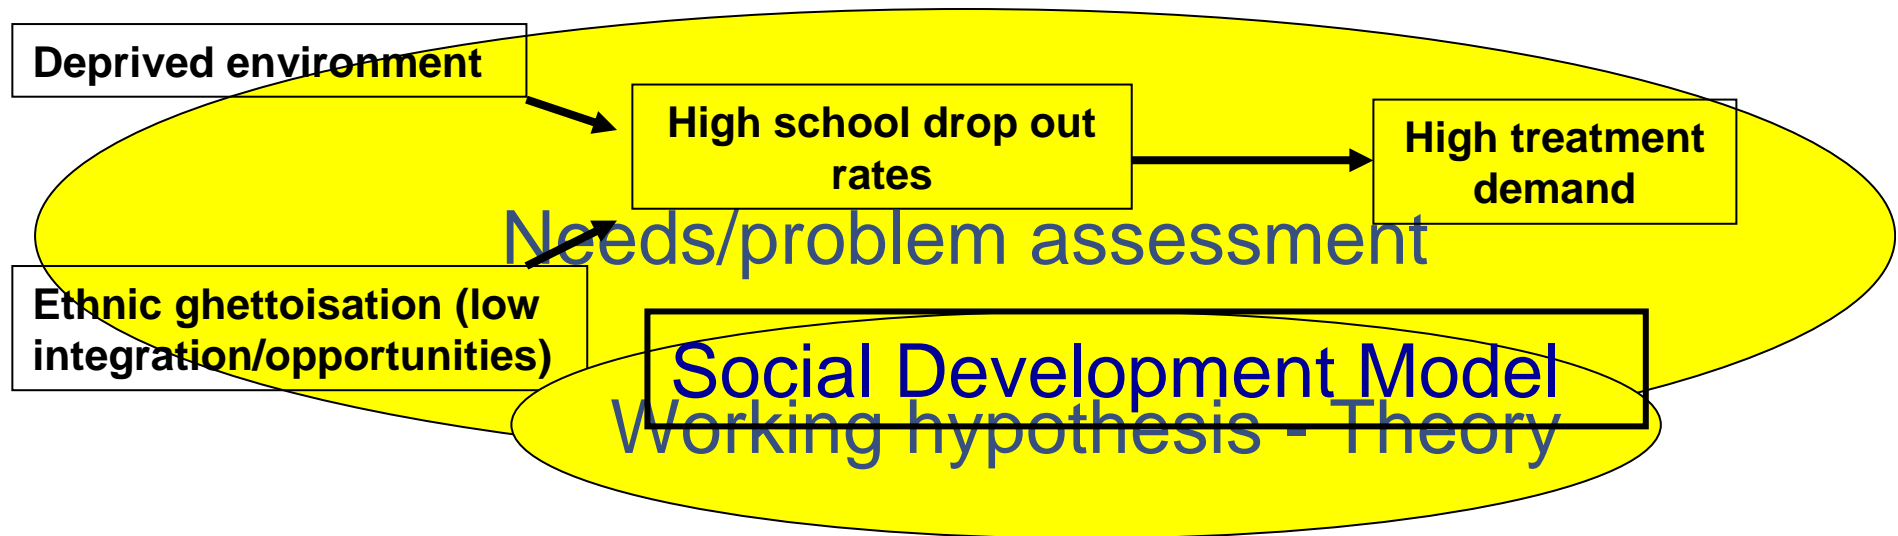 Deprived environment
High school drop out
rates
High treatment
demand
Needs/problem assessment
Ethnic ghettoisation (low
integration/opportunities)
Social Development Model
Working hypothesis - Theory